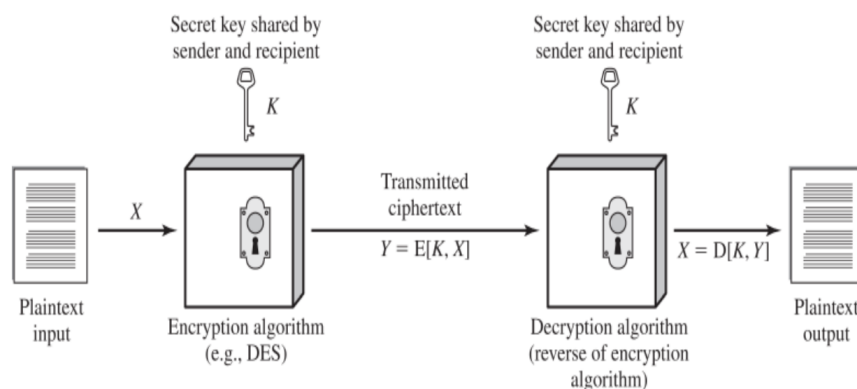 Secret key shared by
sender and recipient
K
Secret key shared by
sender and recipient
K
X
Transmitted
ciphertext
Y = E[K, X]
X = D[K, Y]
Plaintext
input
Encryption algorithm
(e.g., DES)
Decryption algorithm
(reverse of encryption
algorithm)
Plaintext
output